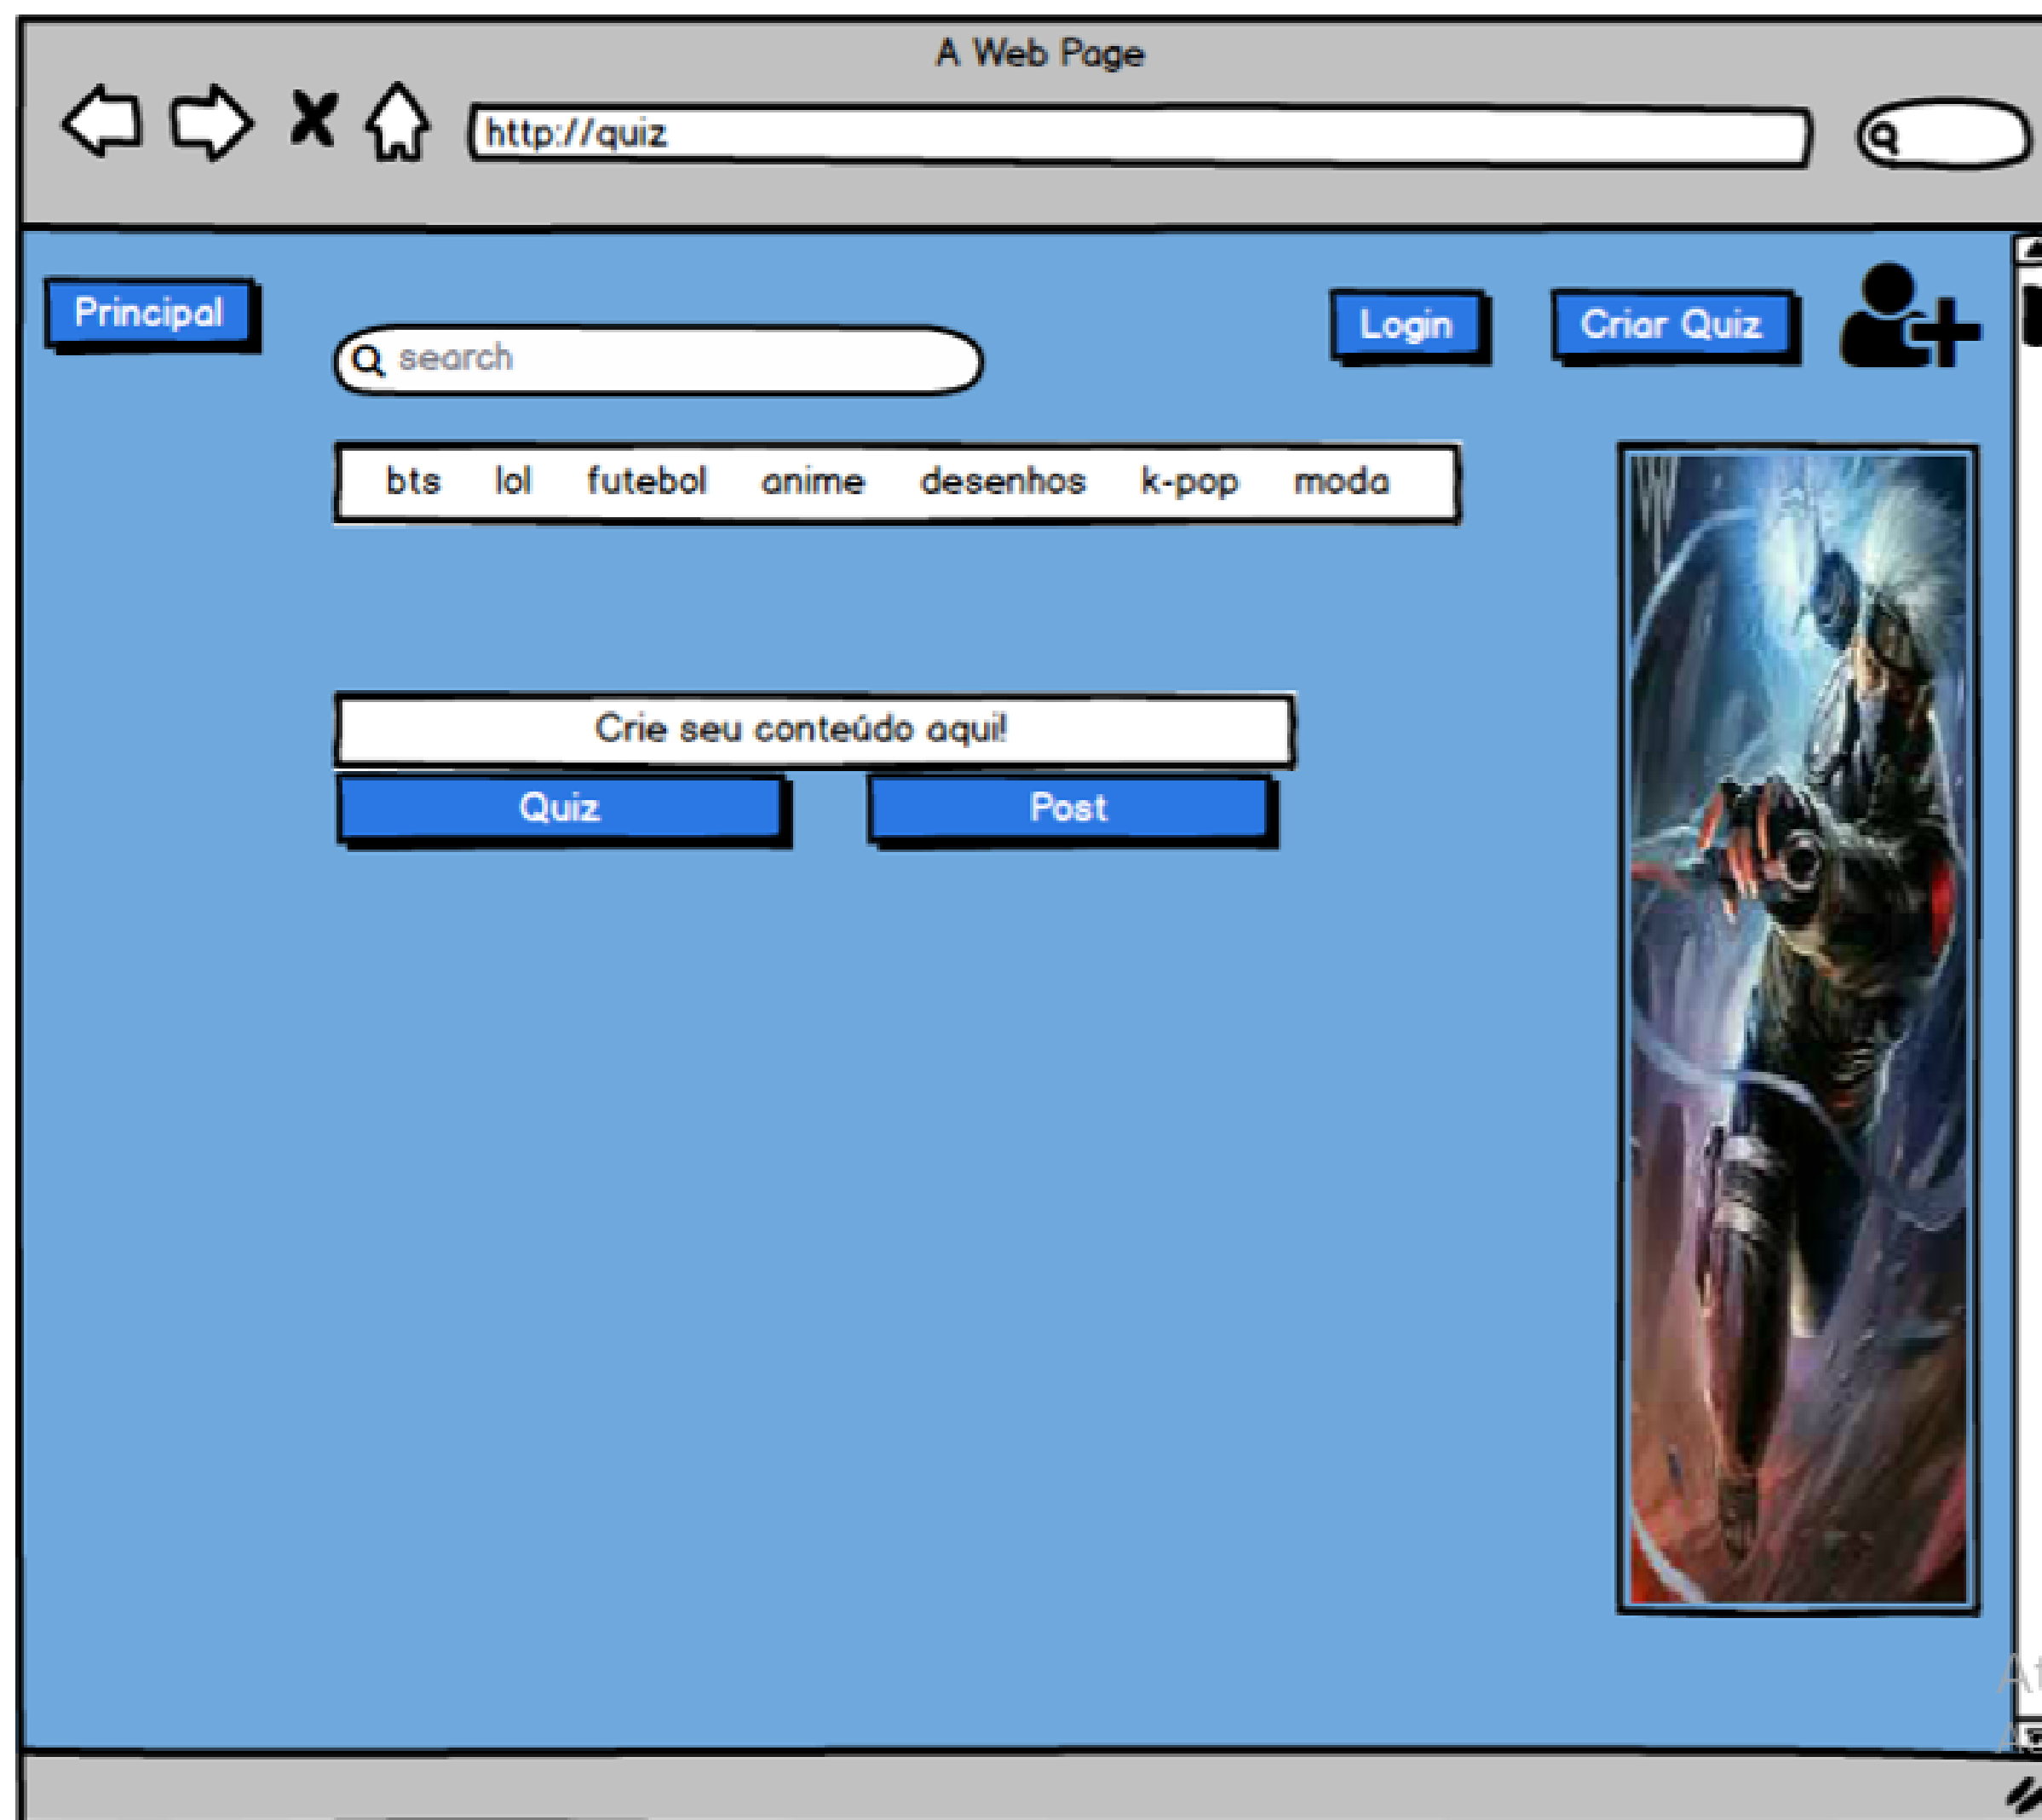 A Web Page
http://quiz
Principal
search
Login
Criar Quiz
bts lol futebol anime desenhos k-pop moda
Crie seu conteúdo aqui!
Quiz
Post